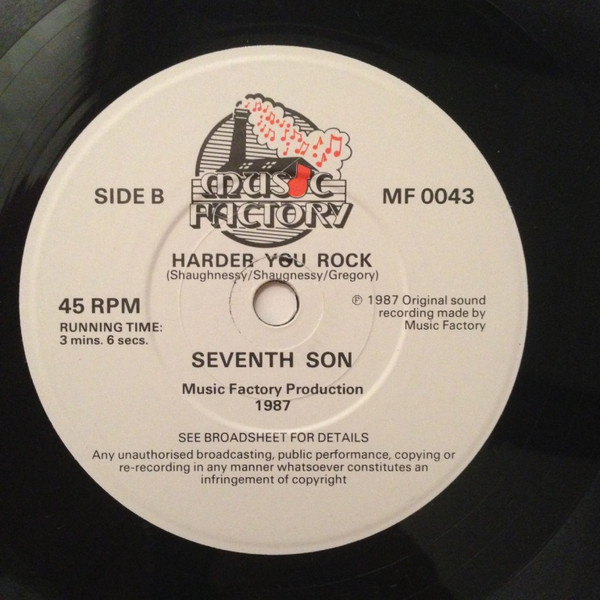 MUSIC
FACTORY
SIDE B
MF 0043
HARDER YOU ROCK
(Shaughnessy/Shaugnessy/Gregory)
45 RPM
RUNNING TIME:
3 mins. 6 secs.
℗ 1987 Original sound
recording made by
Music Factory
SEVENTH SON
Music Factory Production
1987
SEE BROADSHEET FOR DETAILS
Any unauthorised broadcasting, public performance, copying or
re-recording in any manner whatsoever constitutes an
infringement of copyright